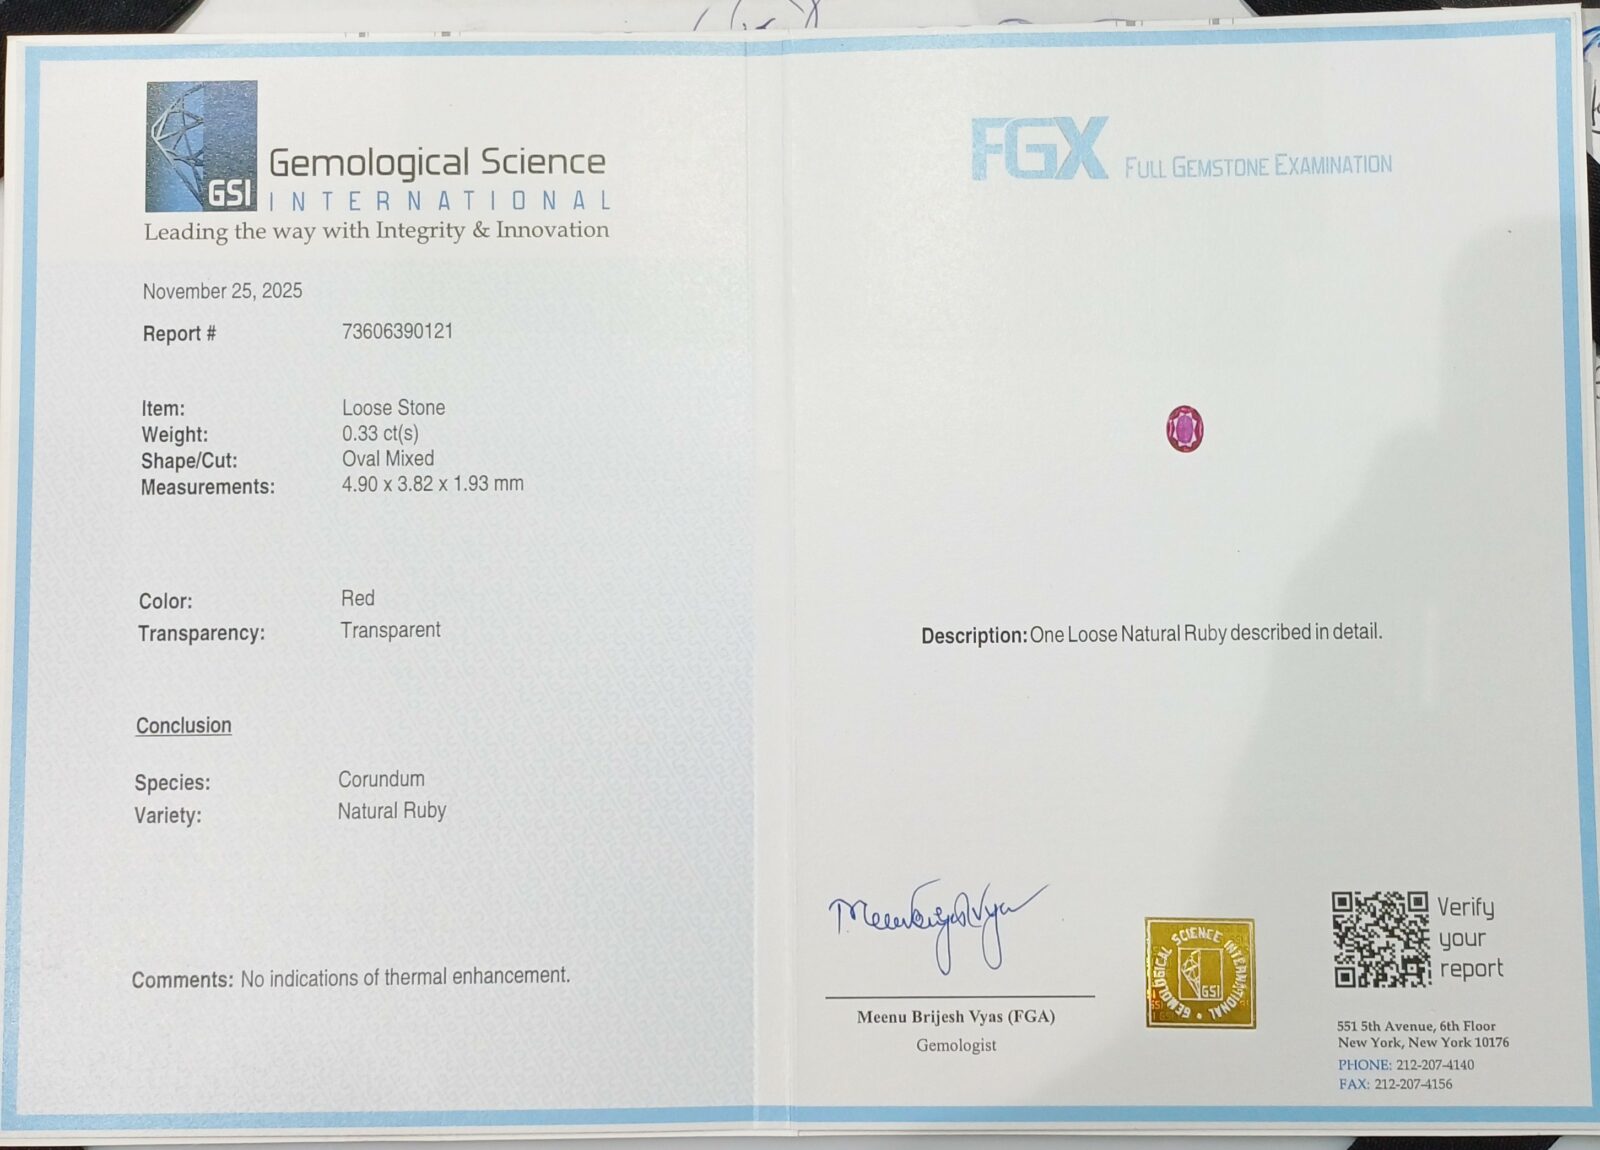 GSI
Gemological Science
INTERNATIONAL
Leading the way with Integrity & Innovation
November 25, 2025
Report # 73606390121
Item: Loose Stone
Weight: 0.33 ct(s)
Shape/Cut: Oval Mixed
Measurements: 4.90 x 3.82 x 1.93 mm
Color: Red
Transparency: Transparent
Conclusion
Species: Corundum
Variety: Natural Ruby
Comments: No indications of thermal enhancement.
FGX FULL GEMSTONE EXAMINATION
Description: One Loose Natural Ruby described in detail.
Meenu Brijesh Vyas (FGA)
Gemologist
GEMOLOGICAL SCIENCE INTERNATIONAL
GSI
Verify
your
report
551 5th Avenue, 6th Floor
New York, New York 10176
PHONE: 212-207-4140
FAX: 212-207-4156